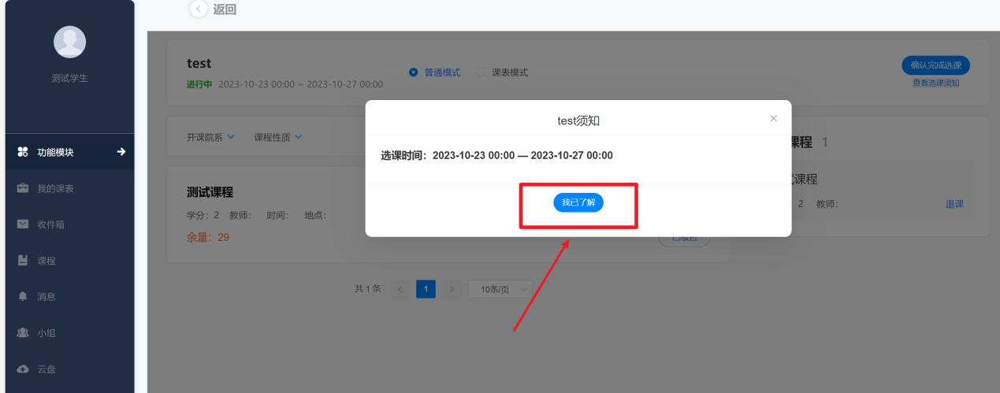 返回
测试学生
功能模块
我的课表
收件箱
课程
消息
小组
云盘
test
进行中 2023-10-23 00:00 ~ 2023-10-27 00:00
普通模式 课表模式
确认完成选课
查看选课须知
开课院系 课程性质
test须知
选课时间：2023-10-23 00:00 — 2023-10-27 00:00
我已了解
测试课程
学分：2 教师： 时间： 地点：
余量：29
课程 1
课程
2 教师： 退课
共 1 条 1 10条/页